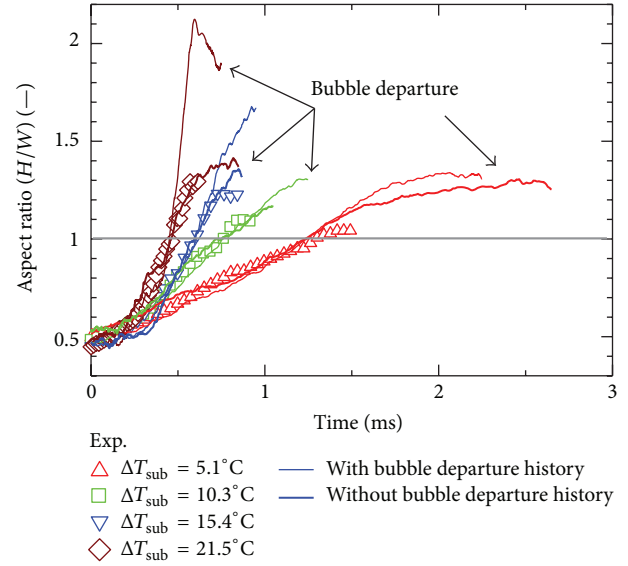 2
1.5
1
0.5
Aspect ratio (H/W) (—)
Bubble departure
0
1
2
3
Time (ms)
Exp.
ΔT_sub = 5.1°C
ΔT_sub = 10.3°C
ΔT_sub = 15.4°C
ΔT_sub = 21.5°C
With bubble departure history
Without bubble departure history